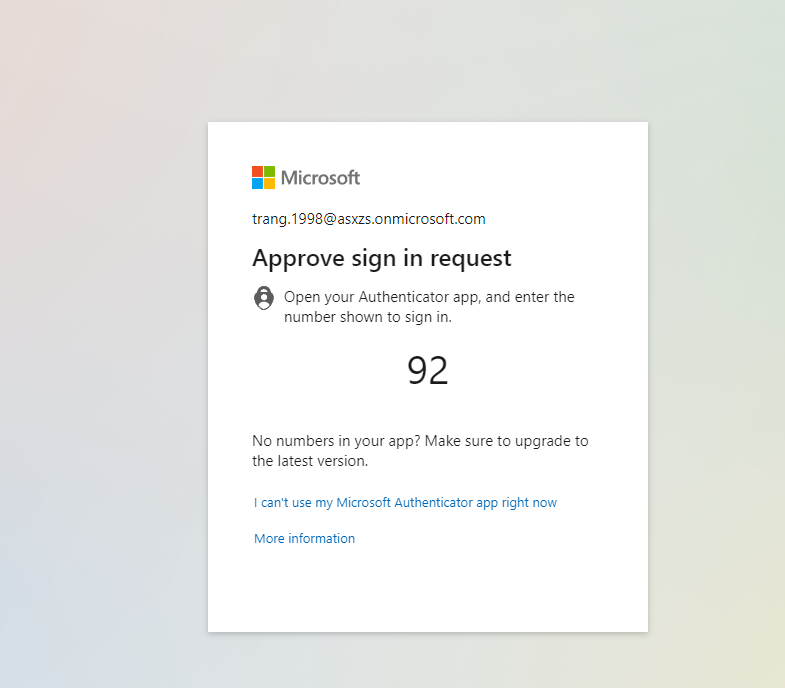 Microsoft
trang.1998@asxzs.onmicrosoft.com
Approve sign in request
Open your Authenticator app, and enter the
number shown to sign in.
92
No numbers in your app? Make sure to upgrade to
the latest version.
I can't use my Microsoft Authenticator app right now
More information